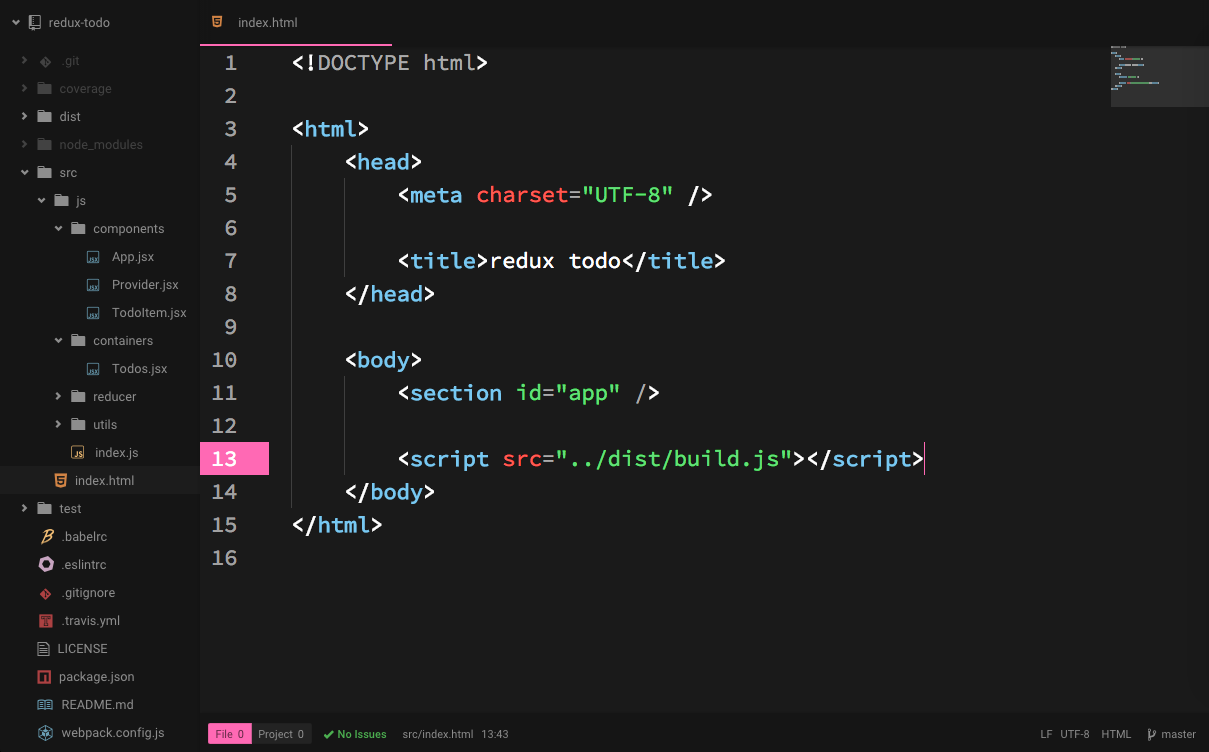 redux-todo
.git
coverage
dist
node_modules
src
js
components
App.jsx
Provider.jsx
TodoItem.jsx
containers
Todos.jsx
reducer
utils
index.js
index.html
test
.babelrc
.eslintrc
.gitignore
.travis.yml
LICENSE
package.json
README.md
webpack.config.js
index.html
1 <!DOCTYPE html>
2
3 <html>
4 <head>
5 <meta charset="UTF-8" />
6
7 <title>redux todo</title>
8 </head>
9
10 <body>
11 <section id="app" />
12
13 <script src="../dist/build.js"></script>
14 </body>
15 </html>
16
File 0 Project 0 No Issues src/index.html 13:43 LF UTF-8 HTML master